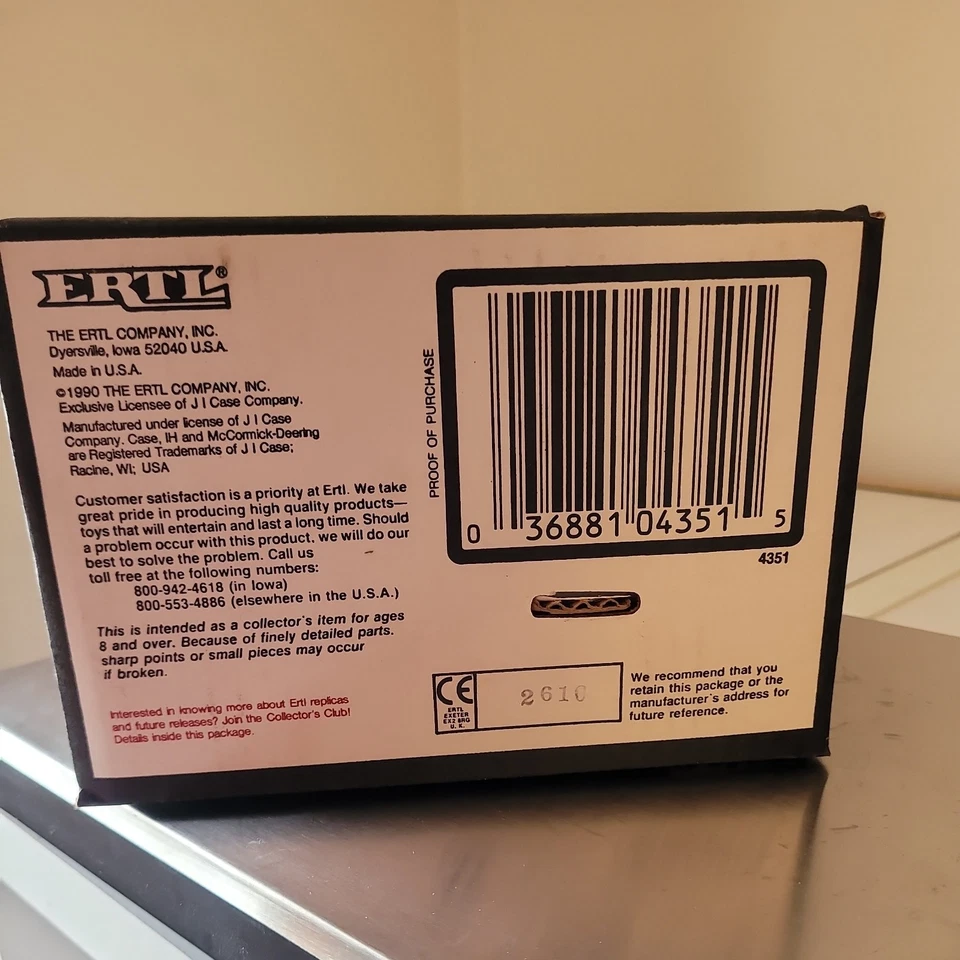 ERTL®
THE ERTL COMPANY, INC.
Dyersville, Iowa 52040 U.S.A.
Made in U.S.A.
©1990 THE ERTL COMPANY, INC.
Exclusive Licensee of J I Case Company.
Manufactured under license of J I Case
Company. Case, IH and McCormick-Deering
are Registered Trademarks of J I Case;
Racine, WI; USA
Customer satisfaction is a priority at Ertl. We take
great pride in producing high quality products—
toys that will entertain and last a long time. Should
a problem occur with this product, we will do our
best to solve the problem. Call us
toll free at the following numbers:
800-942-4618 (in Iowa)
800-553-4886 (elsewhere in the U.S.A.)
This is intended as a collector's item for ages
8 and over. Because of finely detailed parts.
sharp points or small pieces may occur
if broken.
Interested in knowing more about Ertl replicas
and future releases? Join the Collector's Club!
Details inside this package.
PROOF OF PURCHASE
0 36881 04351 5
4351
CE
ERTL
EXETER
EX2 8RG
U.K.
2610
We recommend that you
retain this package or the
manufacturer's address for
future reference.